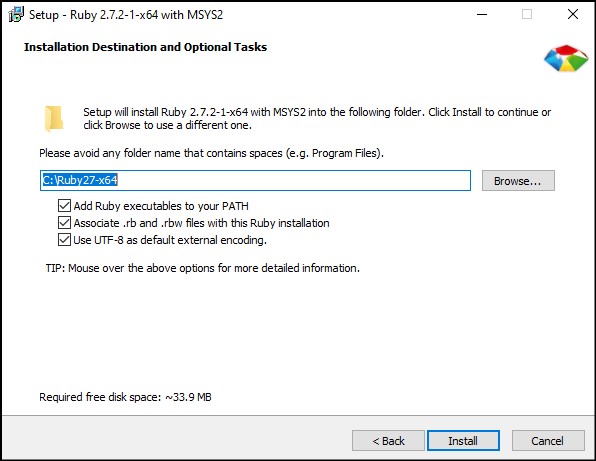 Setup - Ruby 2.7.2-1-x64 with MSYS2
Installation Destination and Optional Tasks
Setup will install Ruby 2.7.2-1-x64 with MSYS2 into the following folder. Click Install to continue or
click Browse to use a different one.
Please avoid any folder name that contains spaces (e.g. Program Files).
C:\Ruby27-x64
Browse...
Add Ruby executables to your PATH
Associate .rb and .rbw files with this Ruby installation
Use UTF-8 as default external encoding.
TIP: Mouse over the above options for more detailed information.
Required free disk space: ~33.9 MB
< Back
Install
Cancel